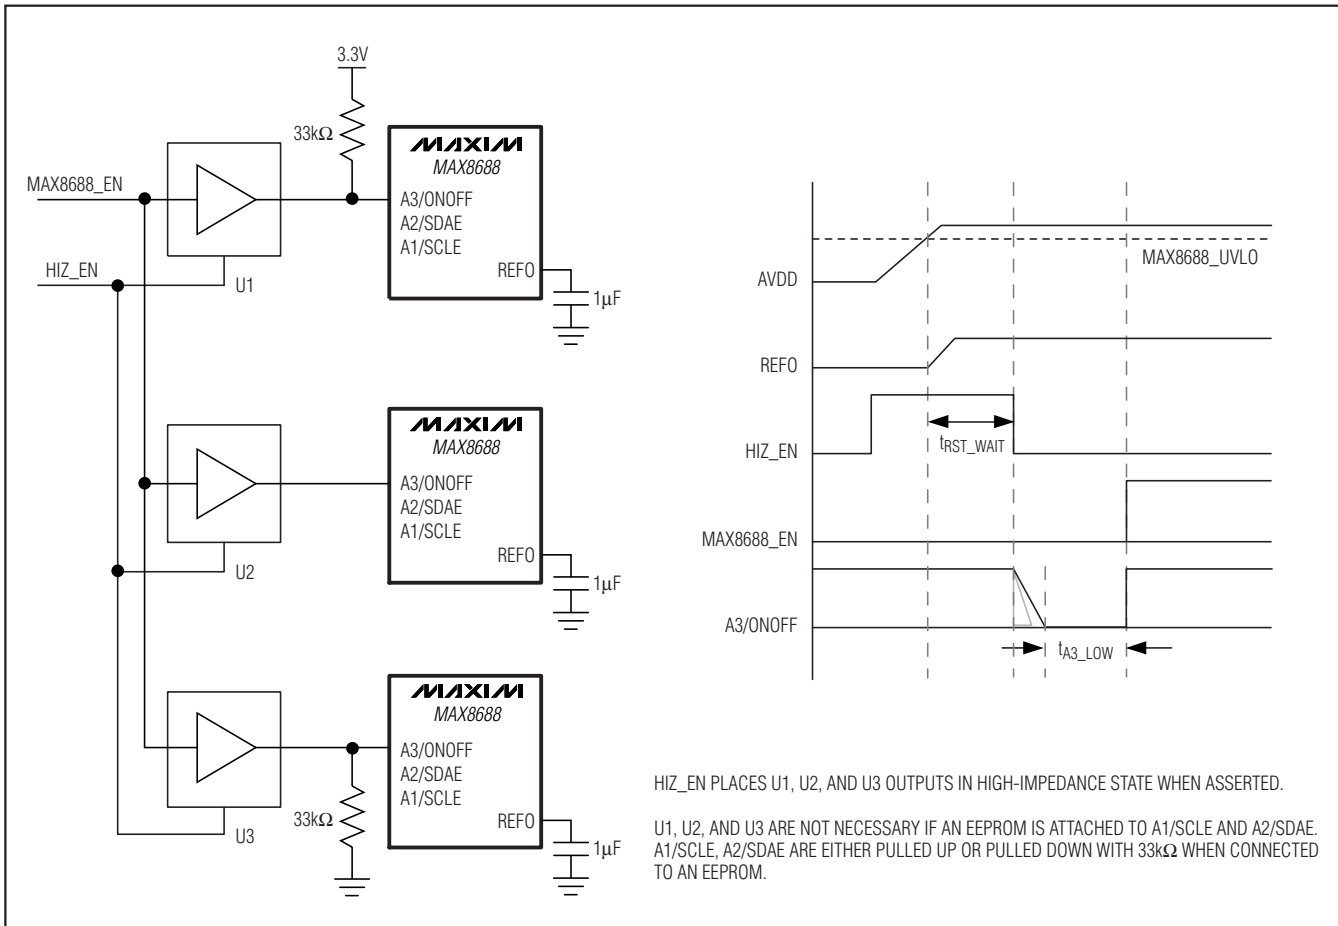 3.3V
33kΩ
MAXIM
MAX8688
A3/ONOFF
A2/SDAE
A1/SCLE
REFO
1µF
MAX8688_EN
HIZ_EN
U1
MAXIM
MAX8688
A3/ONOFF
A2/SDAE
A1/SCLE
REFO
1µF
U2
MAXIM
MAX8688
A3/ONOFF
A2/SDAE
A1/SCLE
REFO
1µF
33kΩ
U3
AVDD
MAX8688_UVLO
REFO
HIZ_EN
tRST_WAIT
MAX8688_EN
A3/ONOFF
tA3_LOW
HIZ_EN PLACES U1, U2, AND U3 OUTPUTS IN HIGH-IMPEDANCE STATE WHEN ASSERTED.
U1, U2, AND U3 ARE NOT NECESSARY IF AN EEPROM IS ATTACHED TO A1/SCLE AND A2/SDAE.
A1/SCLE, A2/SDAE ARE EITHER PULLED UP OR PULLED DOWN WITH 33kΩ WHEN CONNECTED
TO AN EEPROM.